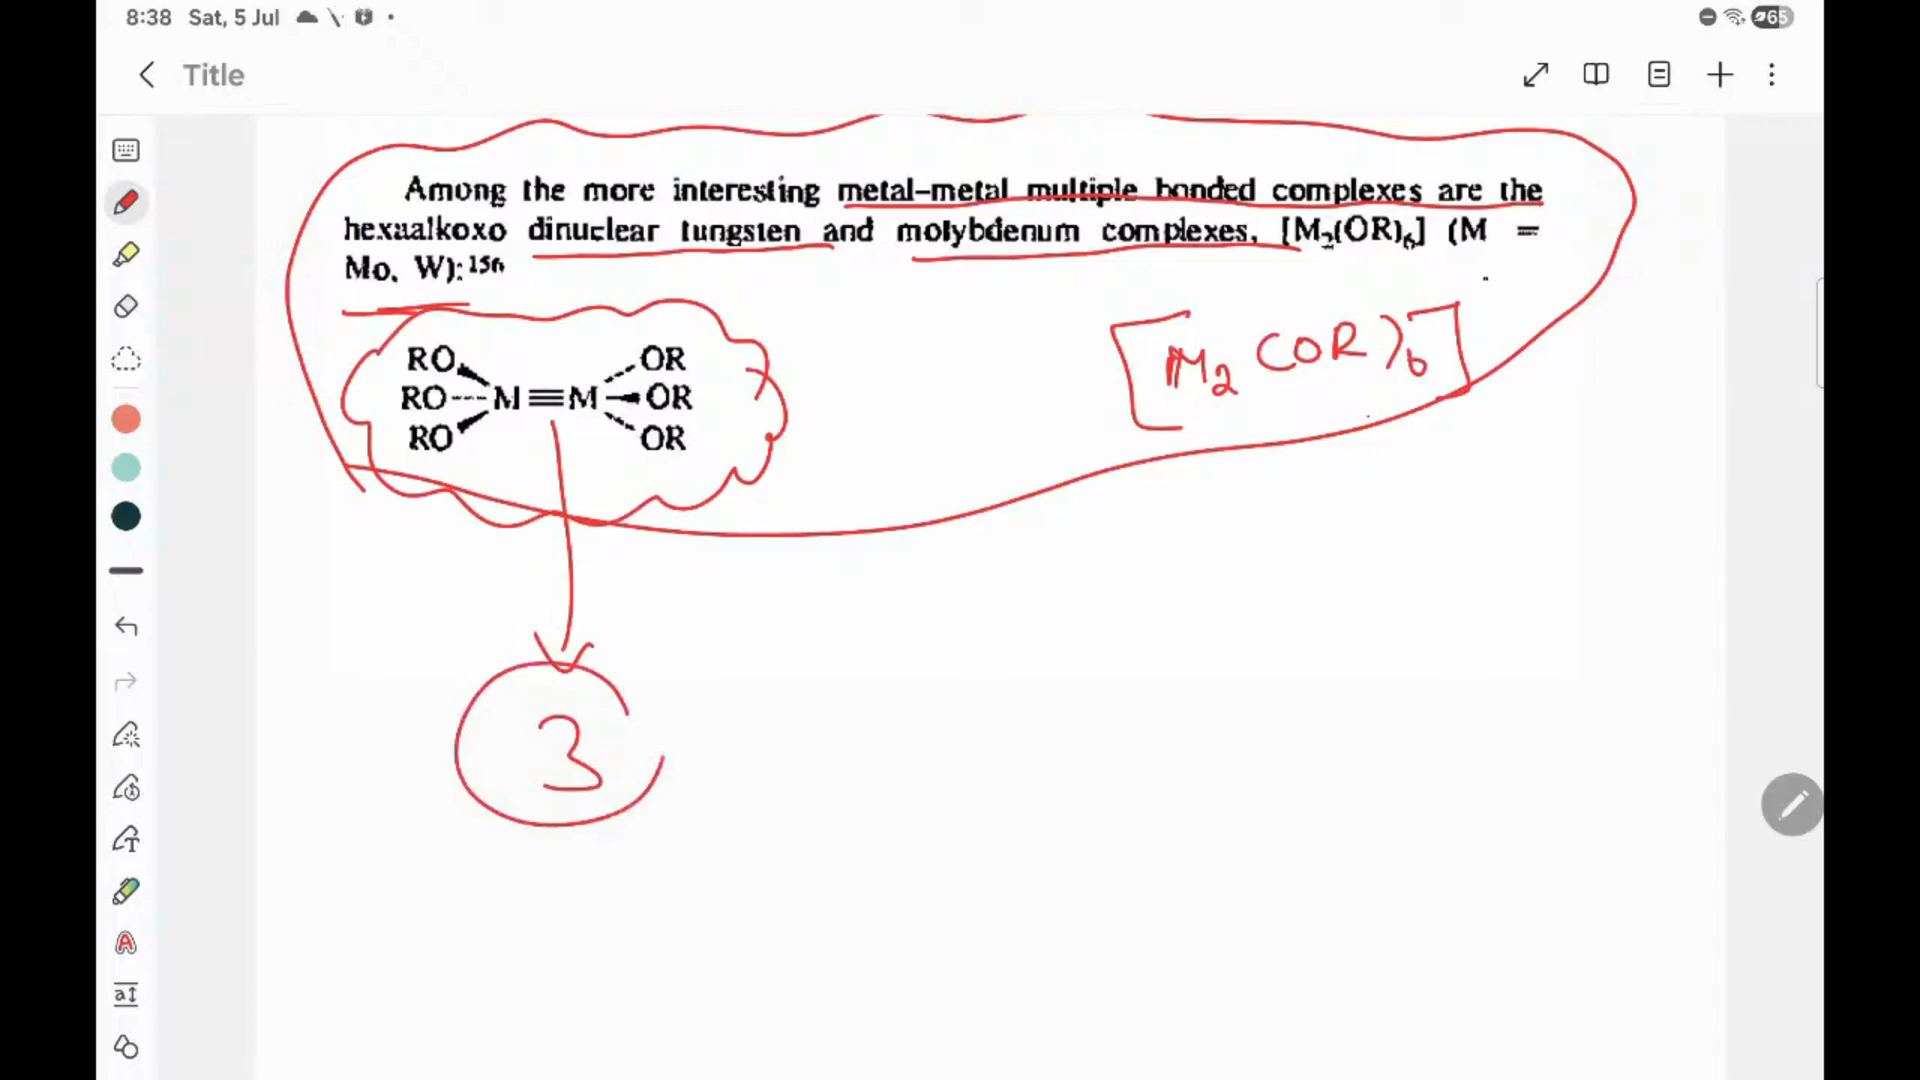 8:38 Sat, 5 Jul
65
Title
Among the more interesting metal–metal multiple bonded complexes are the
hexaalkoxo dinuclear tungsten and molybdenum complexes, [M₂(OR)₆] (M =
Mo, W):¹⁵⁶
RO OR
RO M≡M OR
RO OR
[M₂(OR)₆]
3